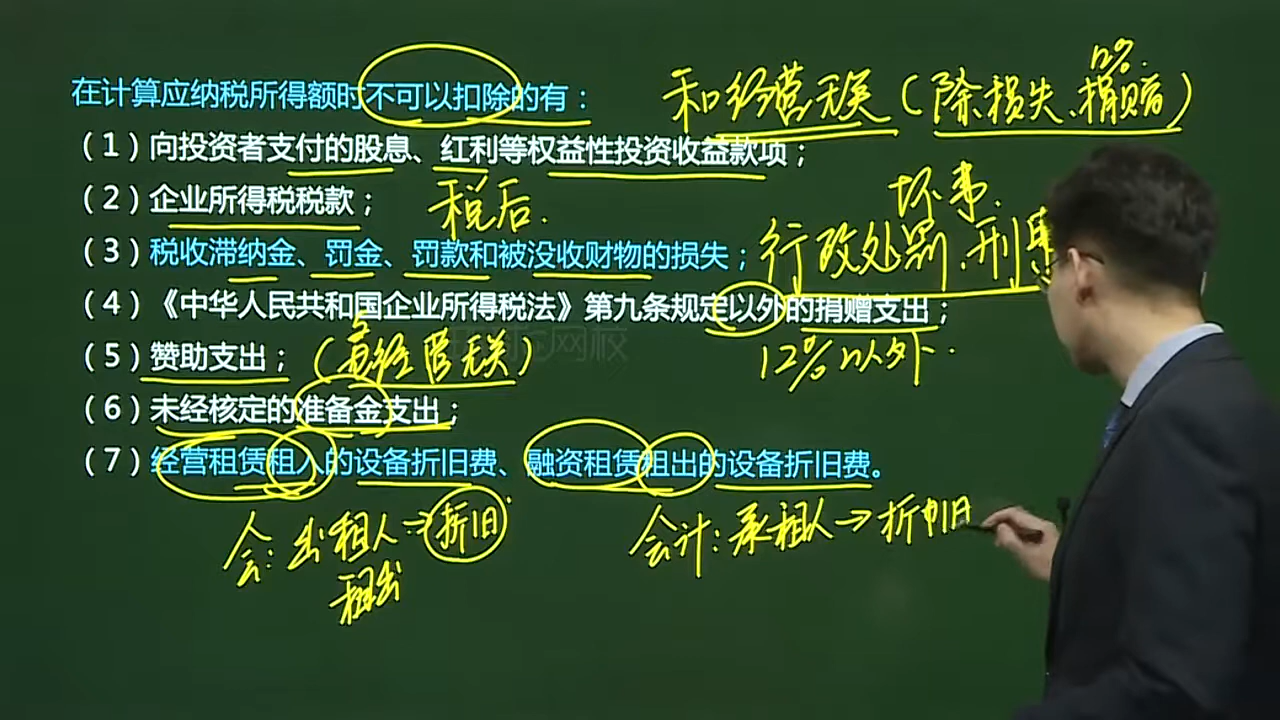 12%.
和经营无关(除损失、捐赠)
在计算应纳税所得额时不可以扣除的有：
（1）向投资者支付的股息、红利等权益性投资收益款项；
（2）企业所得税税款；
税后.
坏事.
（3）税收滞纳金、罚金、罚款和被没收财物的损失；
行政处罚、刑事
（4）《中华人民共和国企业所得税法》第九条规定以外的捐赠支出；
12%以外.
（5）赞助支出；
经营无关)
网校
（6）未经核定的准备金支出；
（7）经营租赁租入的设备折旧费、融资租赁租出的设备折旧费。
会:出租人→折旧
租出
会计:承租人→折旧